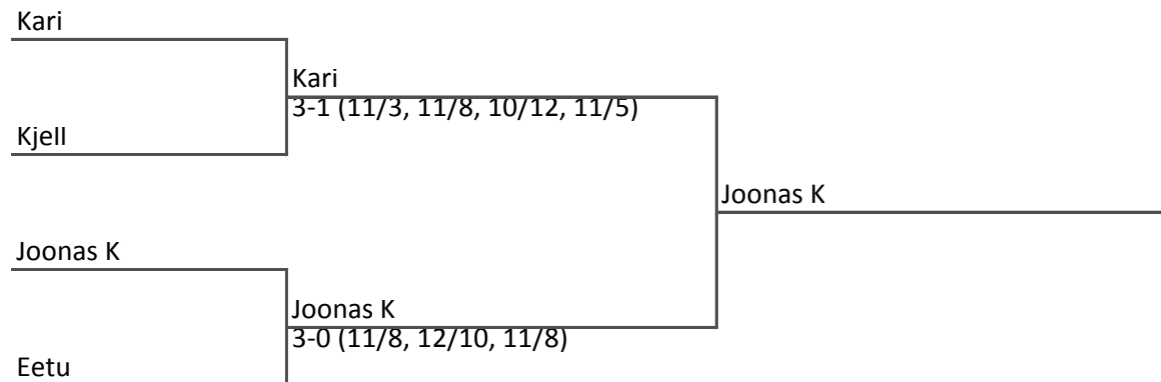 Kari
Kari
3-1 (11/3, 11/8, 10/12, 11/5)
Kjell
Joonas K
Joonas K
Joonas K
3-0 (11/8, 12/10, 11/8)
Eetu